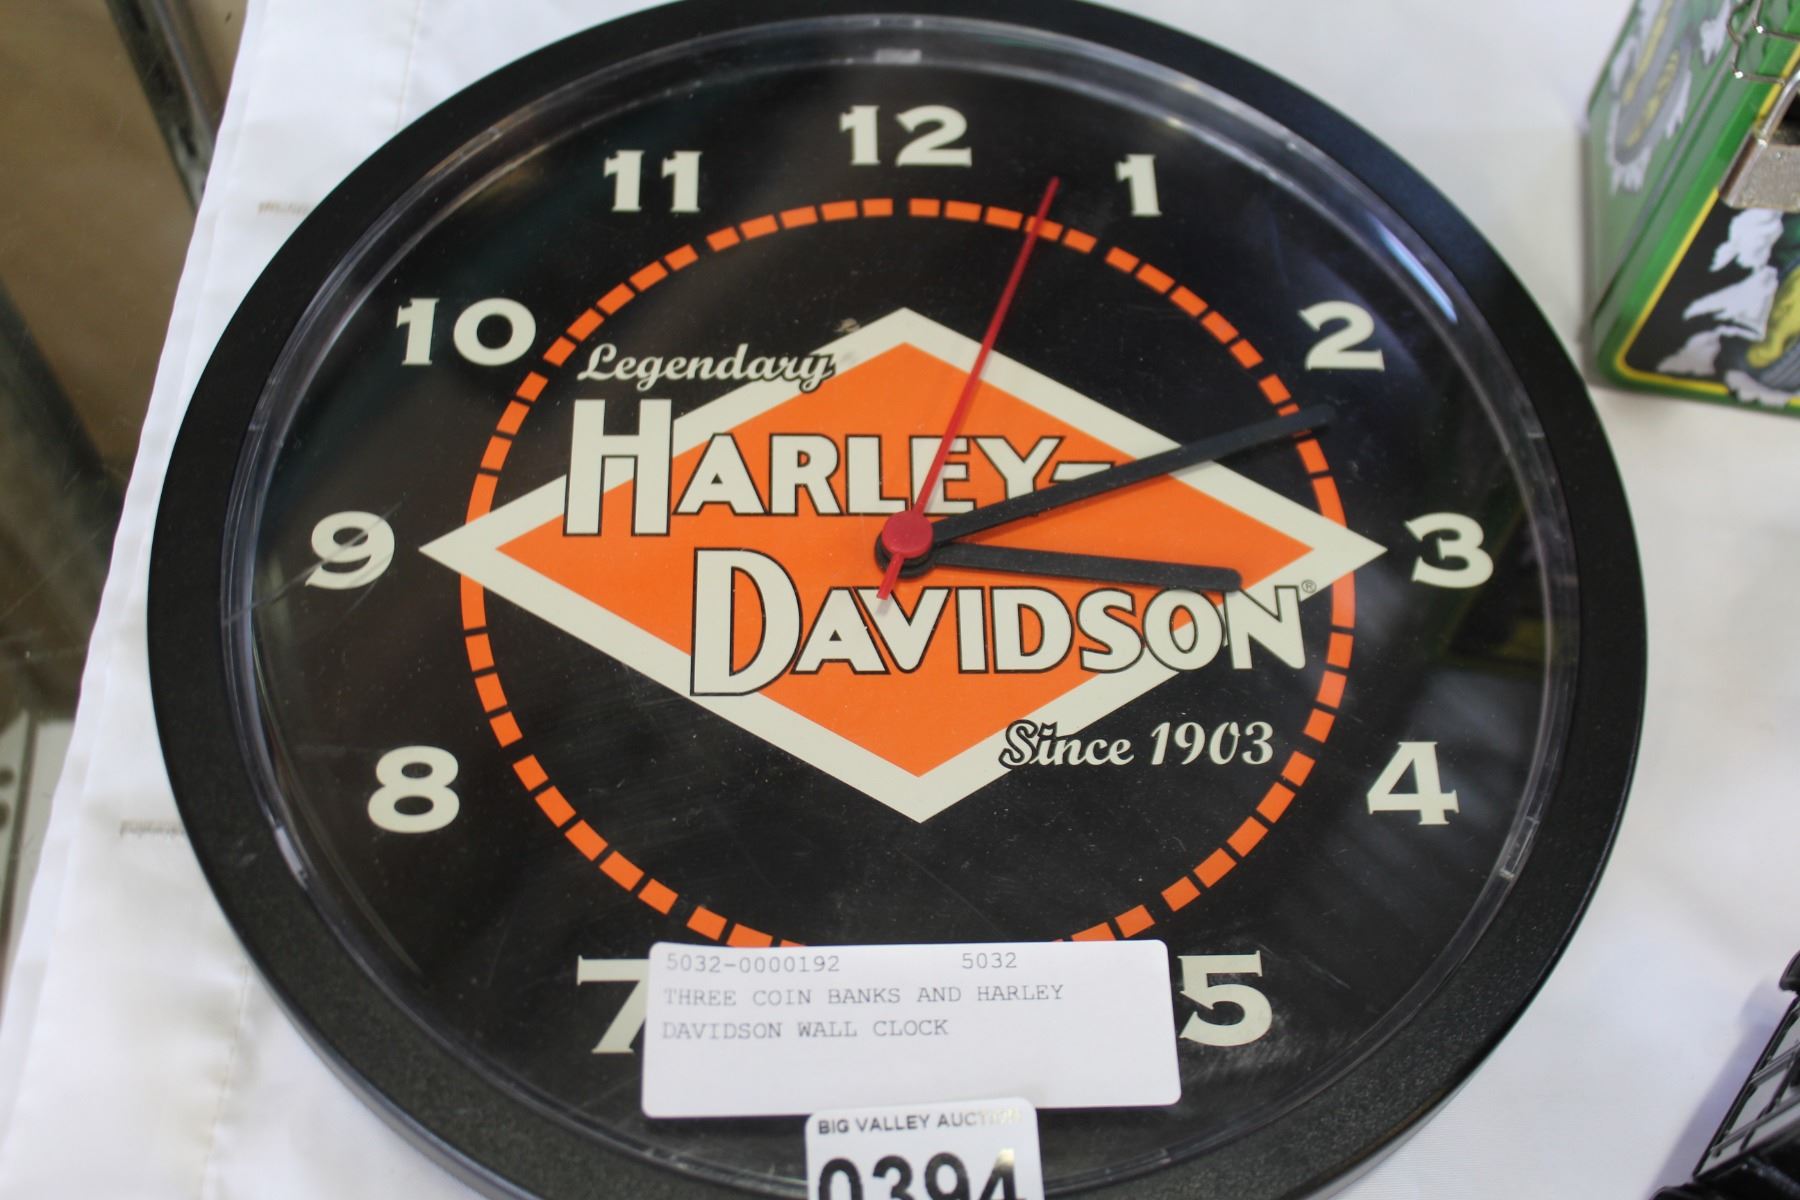 12
11
1
10
2
Legendary
HARLEY-
9
3
DAVIDSON®
Since 1903
8
4
7
5
5032-0000192 5032
THREE COIN BANKS AND HARLEY
DAVIDSON WALL CLOCK
BIG VALLEY AUCTION
0394